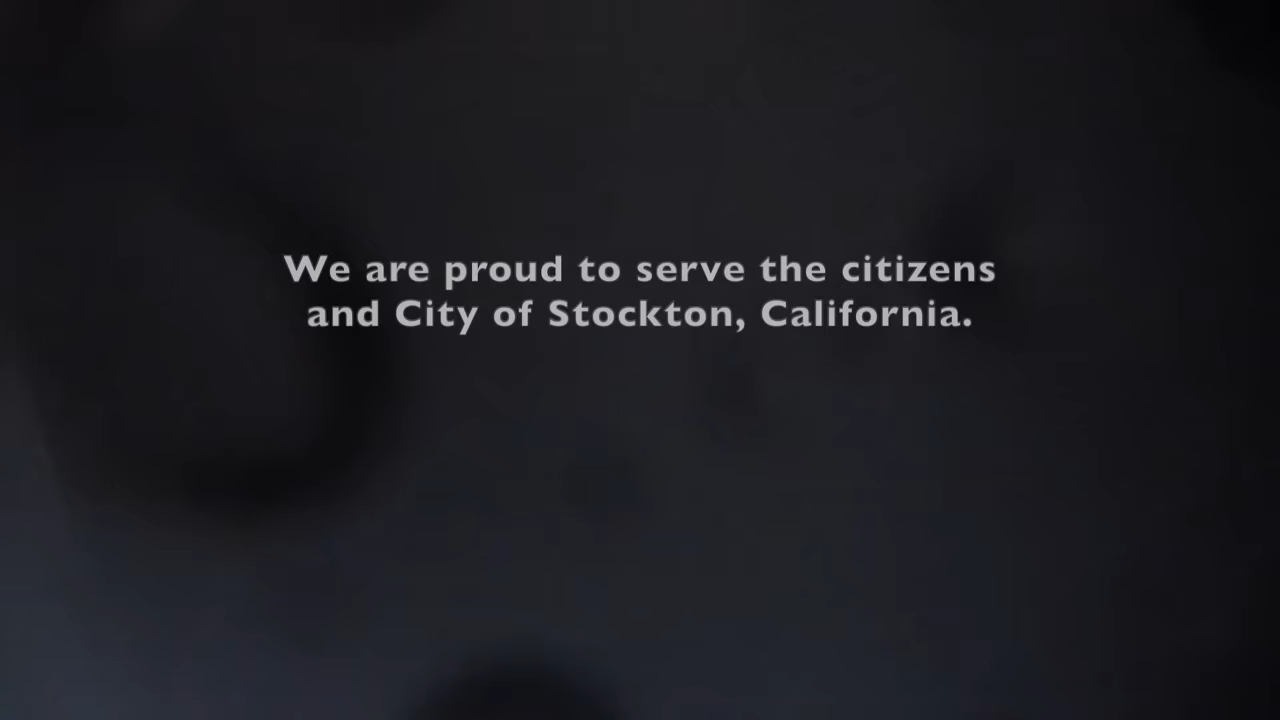 We are proud to serve the citizens
and City of Stockton, California.